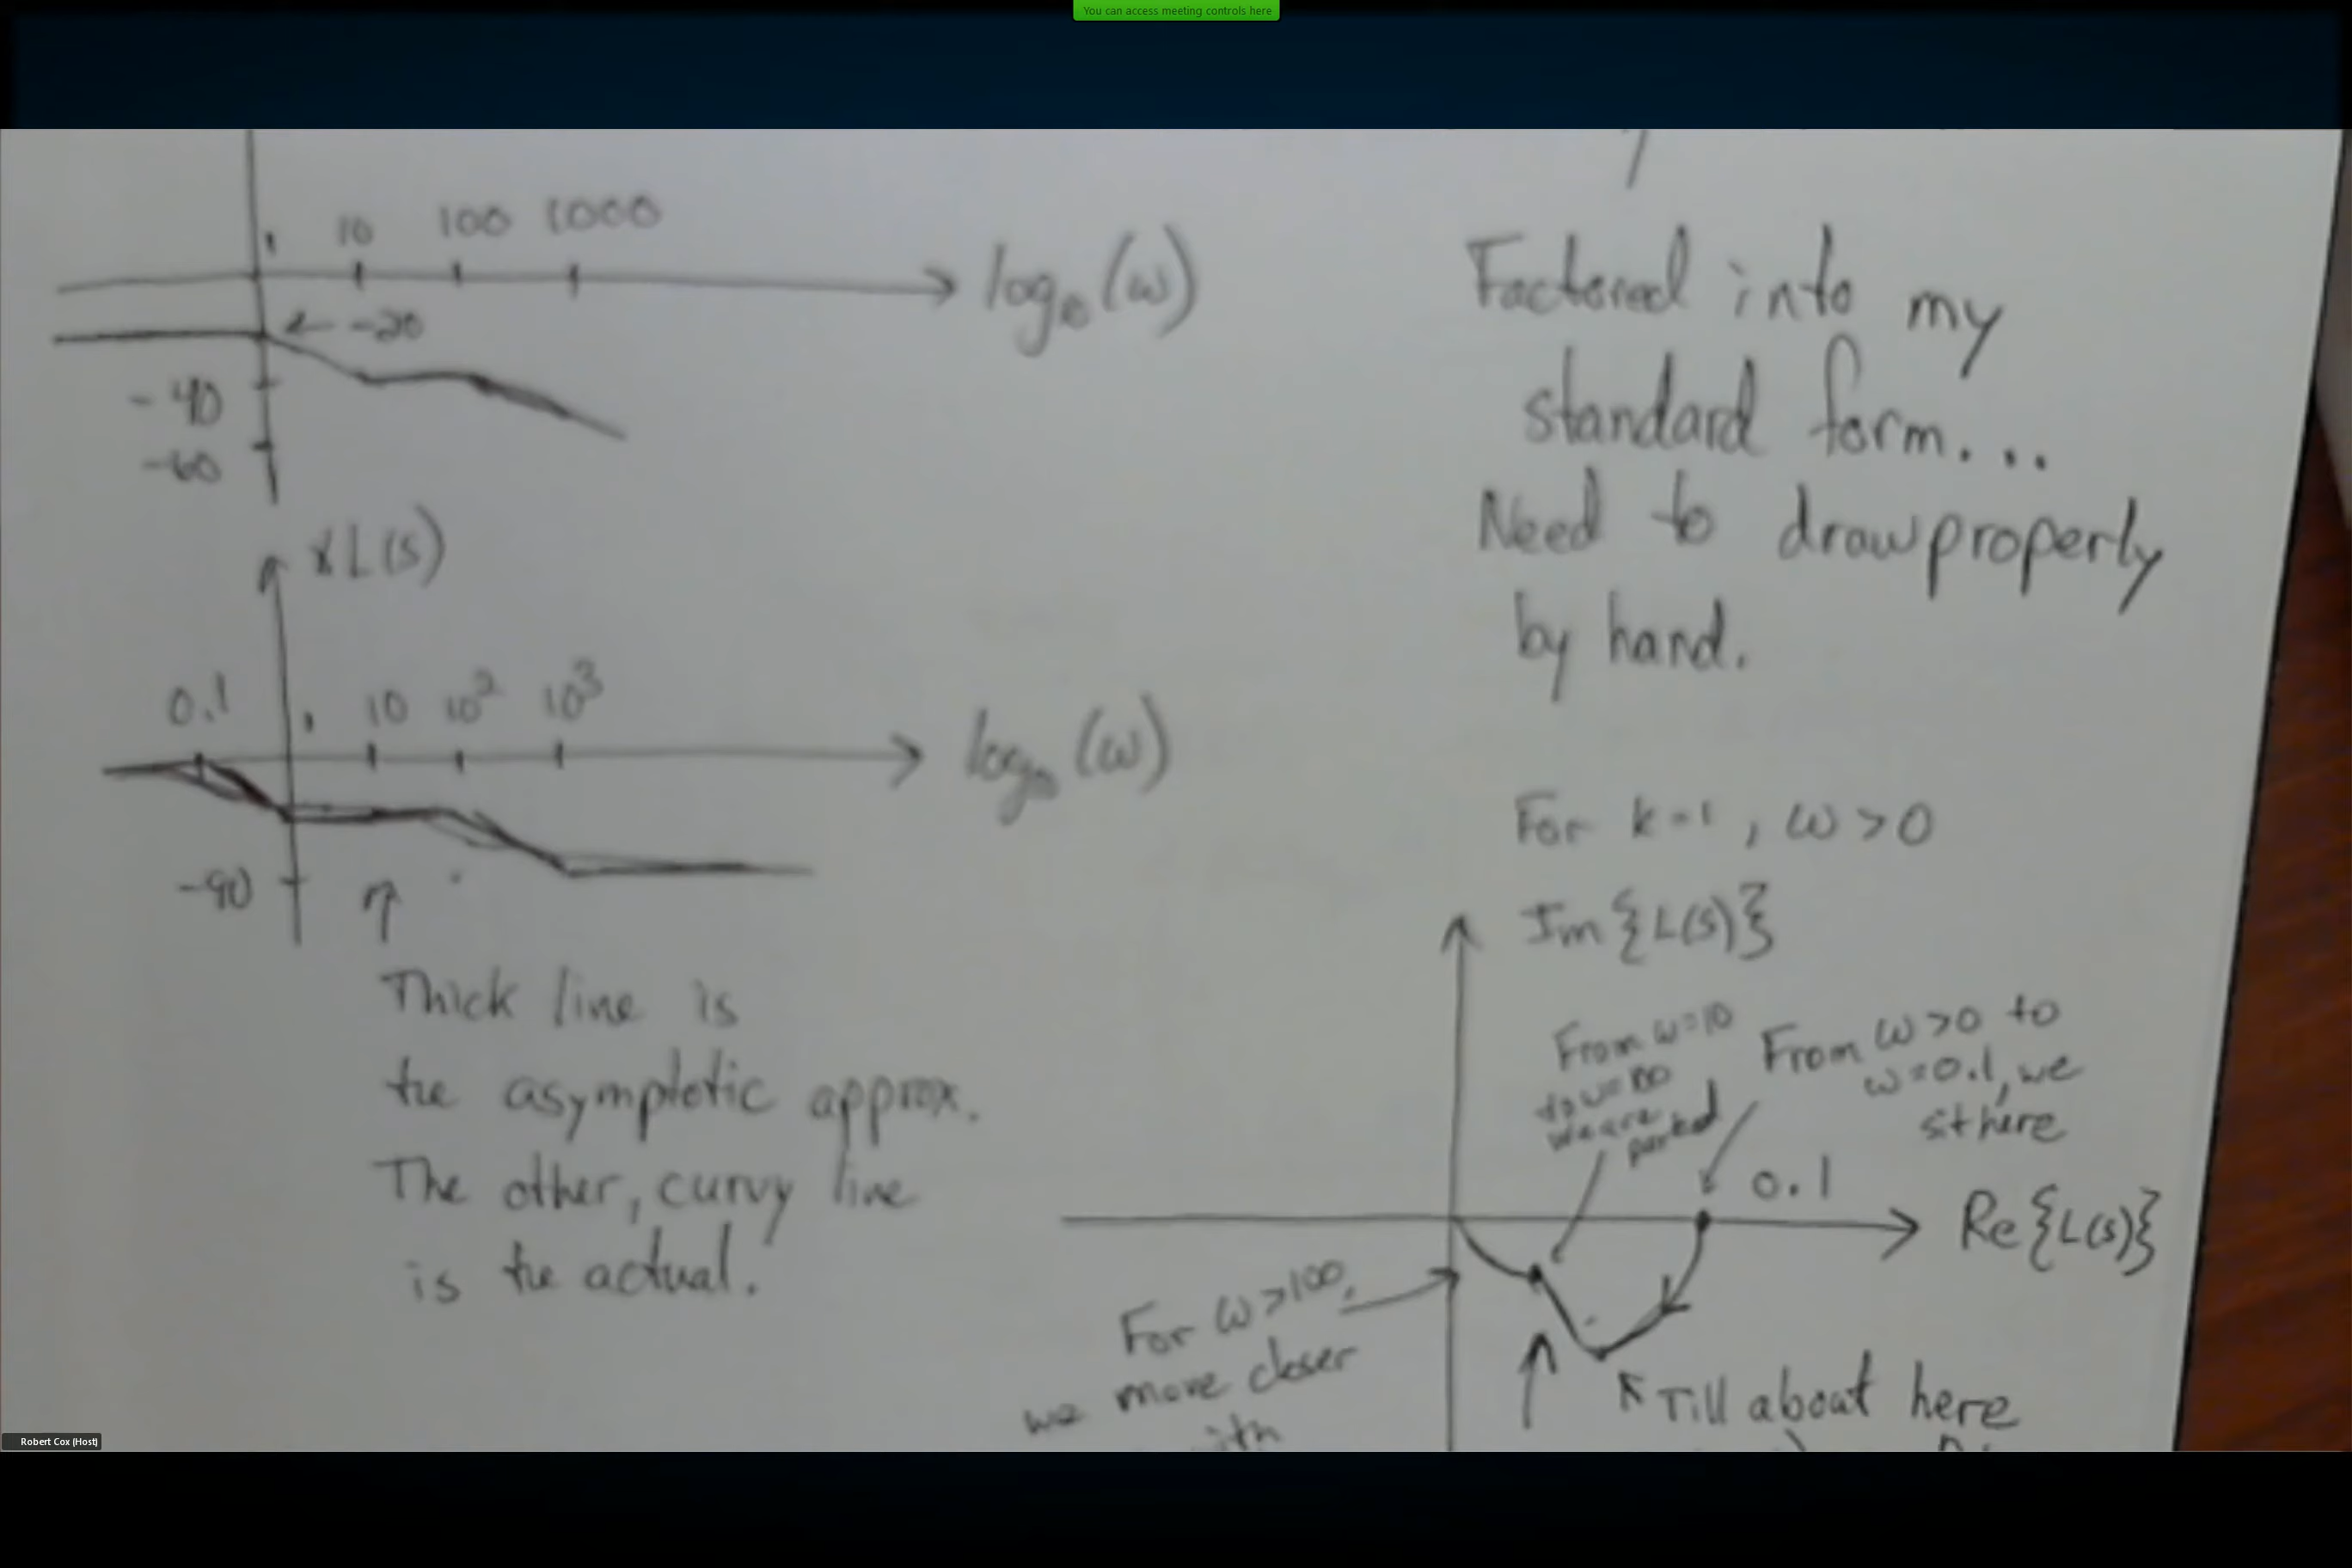 You can access meeting controls here
1 10 100 1000
log₁₀(ω)
← -20
-40
-60
∡L(s)
0.1 1 10 10² 10³
log₁₀(ω)
-90
Thick line is
the asymptotic approx.
The other, curvy line
is the actual.
Factored into my
standard form...
Need to draw properly
by hand.
For k=1, ω>0
Im{L(s)}
From ω=10
to ω=100
we are
parked
From ω>0 to
ω=0.1, we
sit here
0.1
Re{L(s)}
For ω>100,
we move closer
with
Till about here
Robert Cox (Host)